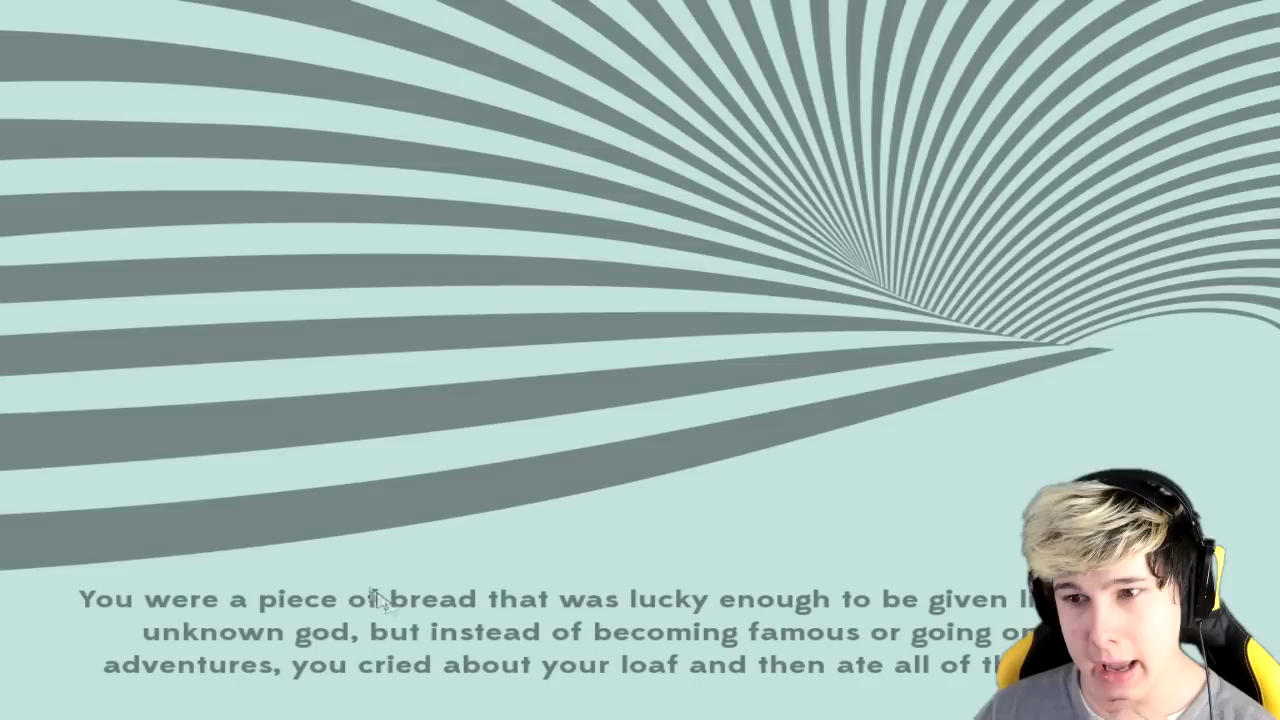 You were a piece of bread that was lucky enough to be given
unknown god, but instead of becoming famous or going
adventures, you cried about your loaf and then ate all of